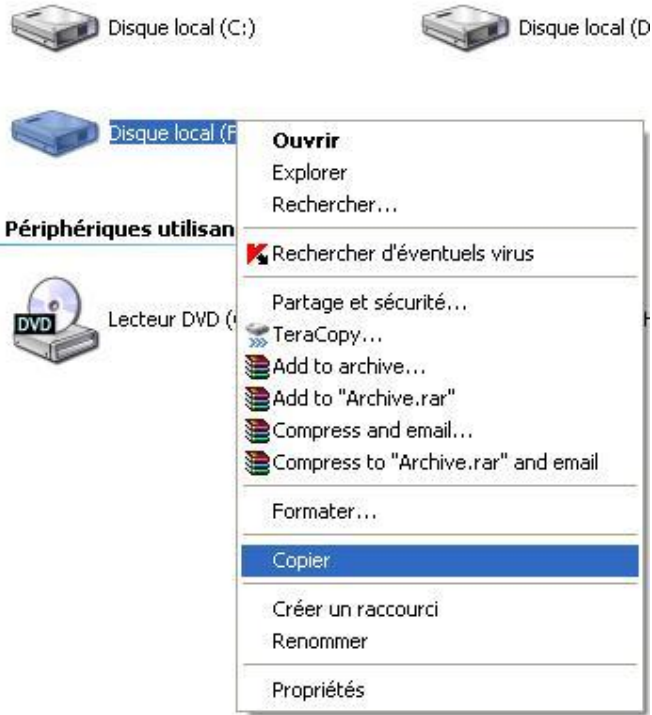 Disque local (C:)
Disque local (D
Disque local (F
Ouvrir
Explorer
Rechercher...
Périphériques utilisan
Rechercher d'éventuels virus
Partage et sécurité...
Lecteur DVD (
TeraCopy...
Add to archive...
Add to "Archive.rar"
Compress and email...
Compress to "Archive.rar" and email
Formater...
Copier
Créer un raccourci
Renommer
Propriétés
DVD